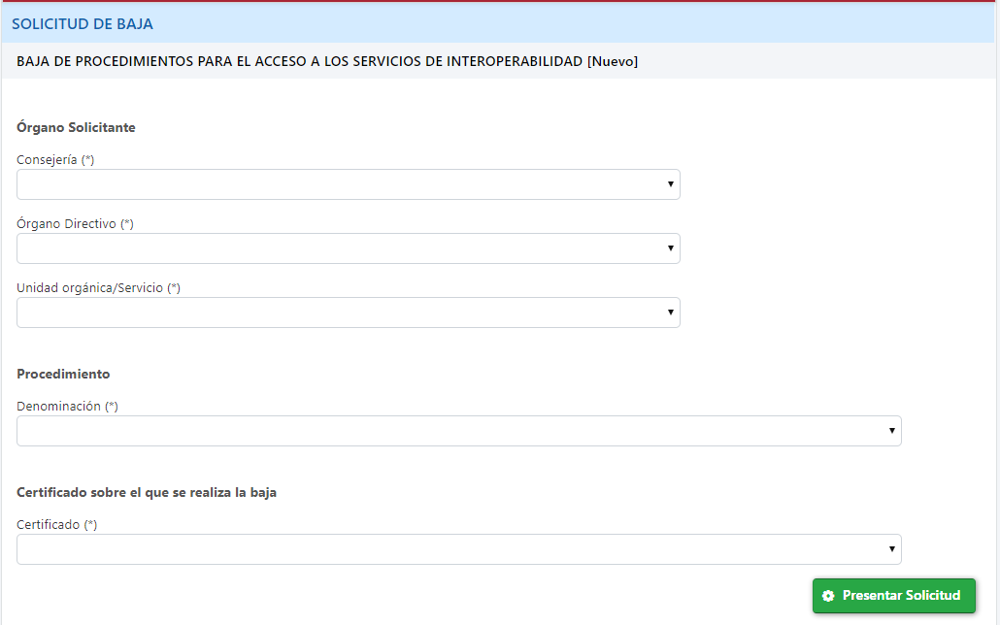 SOLICITUD DE BAJA
BAJA DE PROCEDIMIENTOS PARA EL ACCESO A LOS SERVICIOS DE INTEROPERABILIDAD [Nuevo]
Órgano Solicitante
Consejería (*)
Órgano Directivo (*)
Unidad orgánica/Servicio (*)
Procedimiento
Denominación (*)
Certificado sobre el que se realiza la baja
Certificado (*)
Presentar Solicitud